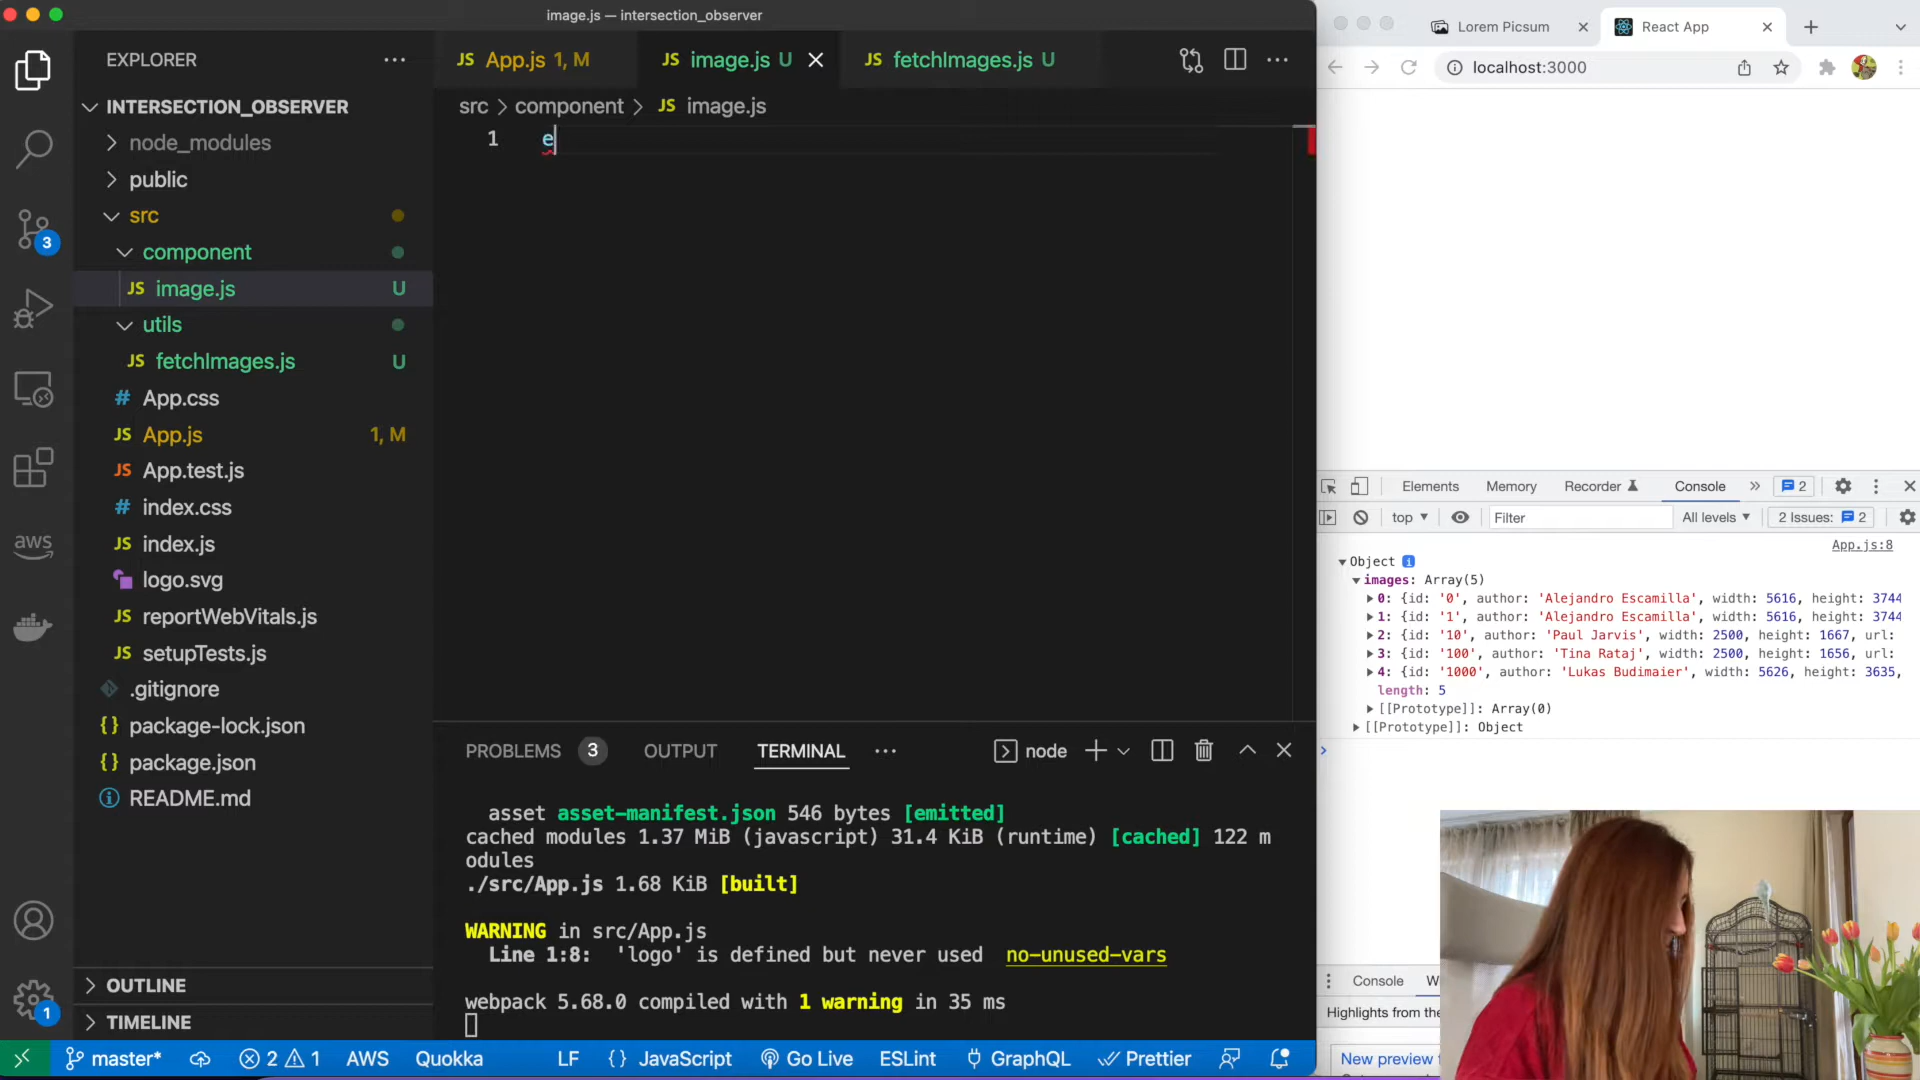 image.js — intersection_observer
EXPLORER
INTERSECTION_OBSERVER
node_modules
public
src
component
JS image.js U
utils
JS fetchImages.js U
# App.css
JS App.js 1, M
JS App.test.js
# index.css
JS index.js
logo.svg
JS reportWebVitals.js
JS setupTests.js
.gitignore
{} package-lock.json
{} package.json
README.md
OUTLINE
TIMELINE
3
aws
1
JS App.js 1, M
JS image.js U
JS fetchImages.js U
src > component > JS image.js
1 e
PROBLEMS 3 OUTPUT TERMINAL node
asset asset-manifest.json 546 bytes [emitted]
cached modules 1.37 MiB (javascript) 31.4 KiB (runtime) [cached] 122 m
odules
./src/App.js 1.68 KiB [built]
WARNING in src/App.js
Line 1:8: 'logo' is defined but never used no-unused-vars
webpack 5.68.0 compiled with 1 warning in 35 ms
master* 2 1 AWS Quokka LF {} JavaScript Go Live ESLint GraphQL Prettier
Lorem Picsum
React App
localhost:3000
Elements Memory Recorder Console » 2
top Filter All levels 2 Issues: 2
App.js:8
Object
images: Array(5)
0: {id: '0', author: 'Alejandro Escamilla', width: 5616, height: 3744
1: {id: '1', author: 'Alejandro Escamilla', width: 5616, height: 3744
2: {id: '10', author: 'Paul Jarvis', width: 2500, height: 1667, url:
3: {id: '100', author: 'Tina Rataj', width: 2500, height: 1656, url:
4: {id: '1000', author: 'Lukas Budimaier', width: 5626, height: 3635,
length: 5
[[Prototype]]: Array(0)
[[Prototype]]: Object
Console W
Highlights from the
New preview